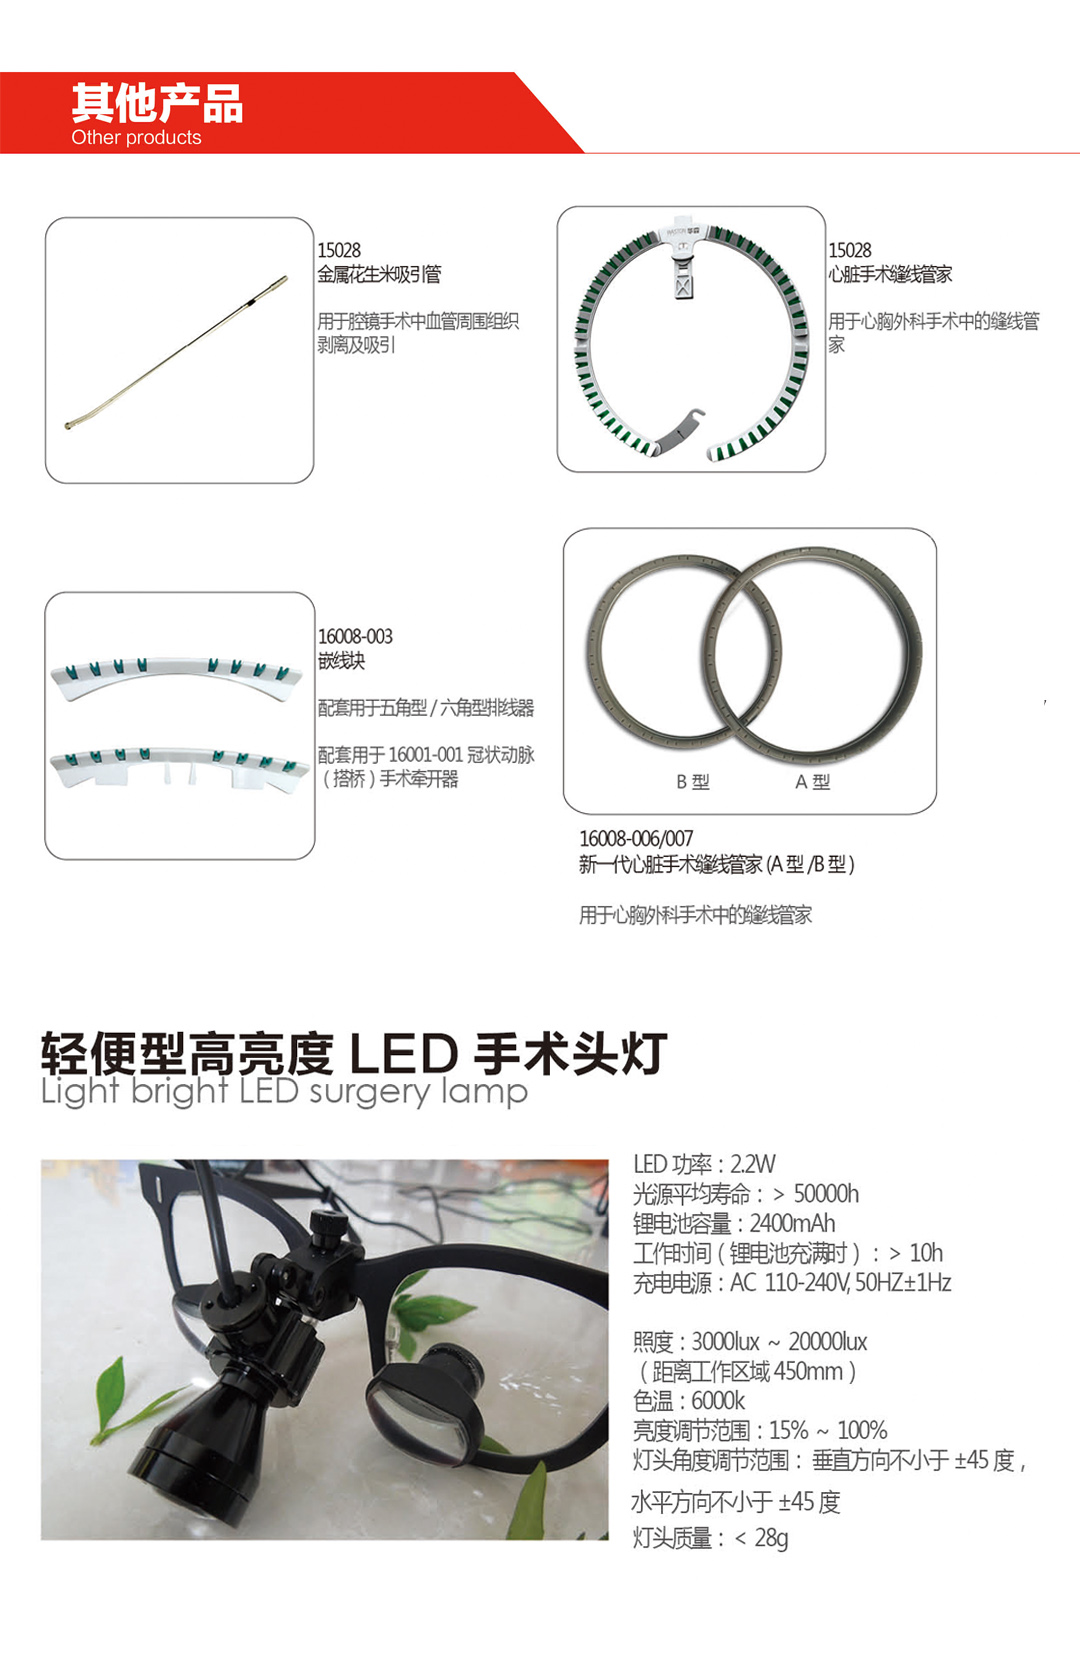 其他产品
Other products
15028
金属花生米吸引管
用于腔镜手术中血管周围组织
剥离及吸引
华森
15028
心脏手术缝线管家
用于心胸外科手术中的缝线管
家
16008-003
嵌线块
配套用于五角型 / 六角型排线器
配套用于 16001-001 冠状动脉
（搭桥）手术牵开器
B 型
A 型
16008-006/007
新一代心脏手术缝线管家 (A 型 /B 型 )
用于心胸外科手术中的缝线管家
轻便型高亮度 LED 手术头灯
Light bright LED surgery lamp
LED 功率：2.2W
光源平均寿命：＞ 50000h
锂电池容量：2400mAh
工作时间（锂电池充满时）：＞ 10h
充电电源：AC 110-240V, 50HZ±1Hz
照度：3000lux ～ 20000lux
（距离工作区域 450mm）
色温：6000k
亮度调节范围：15% ～ 100%
灯头角度调节范围： 垂直方向不小于 ±45 度，
水平方向不小于 ±45 度
灯头质量：＜ 28g